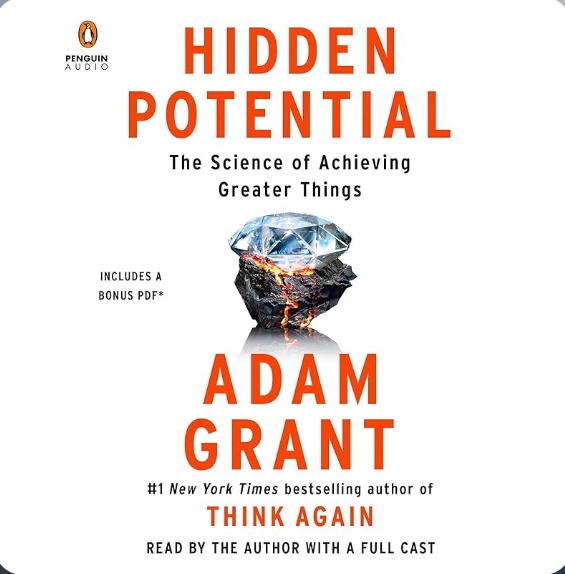 PENGUIN
AUDIO
HIDDEN
POTENTIAL
The Science of Achieving
Greater Things
INCLUDES A
BONUS PDF*
ADAM
GRANT
#1 New York Times bestselling author of
THINK AGAIN
READ BY THE AUTHOR WITH A FULL CAST